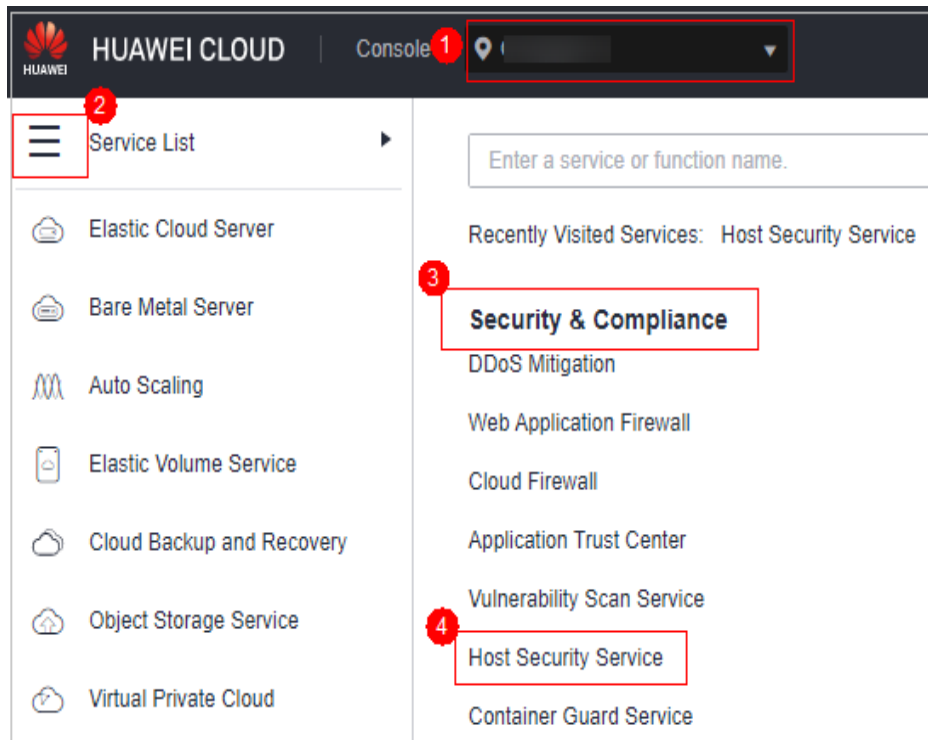 HUAWEI
HUAWEI CLOUD
Console
1
2
Service List
Elastic Cloud Server
Bare Metal Server
Auto Scaling
Elastic Volume Service
Cloud Backup and Recovery
Object Storage Service
Virtual Private Cloud
Enter a service or function name.
Recently Visited Services: Host Security Service
3
Security & Compliance
DDoS Mitigation
Web Application Firewall
Cloud Firewall
Application Trust Center
Vulnerability Scan Service
4
Host Security Service
Container Guard Service